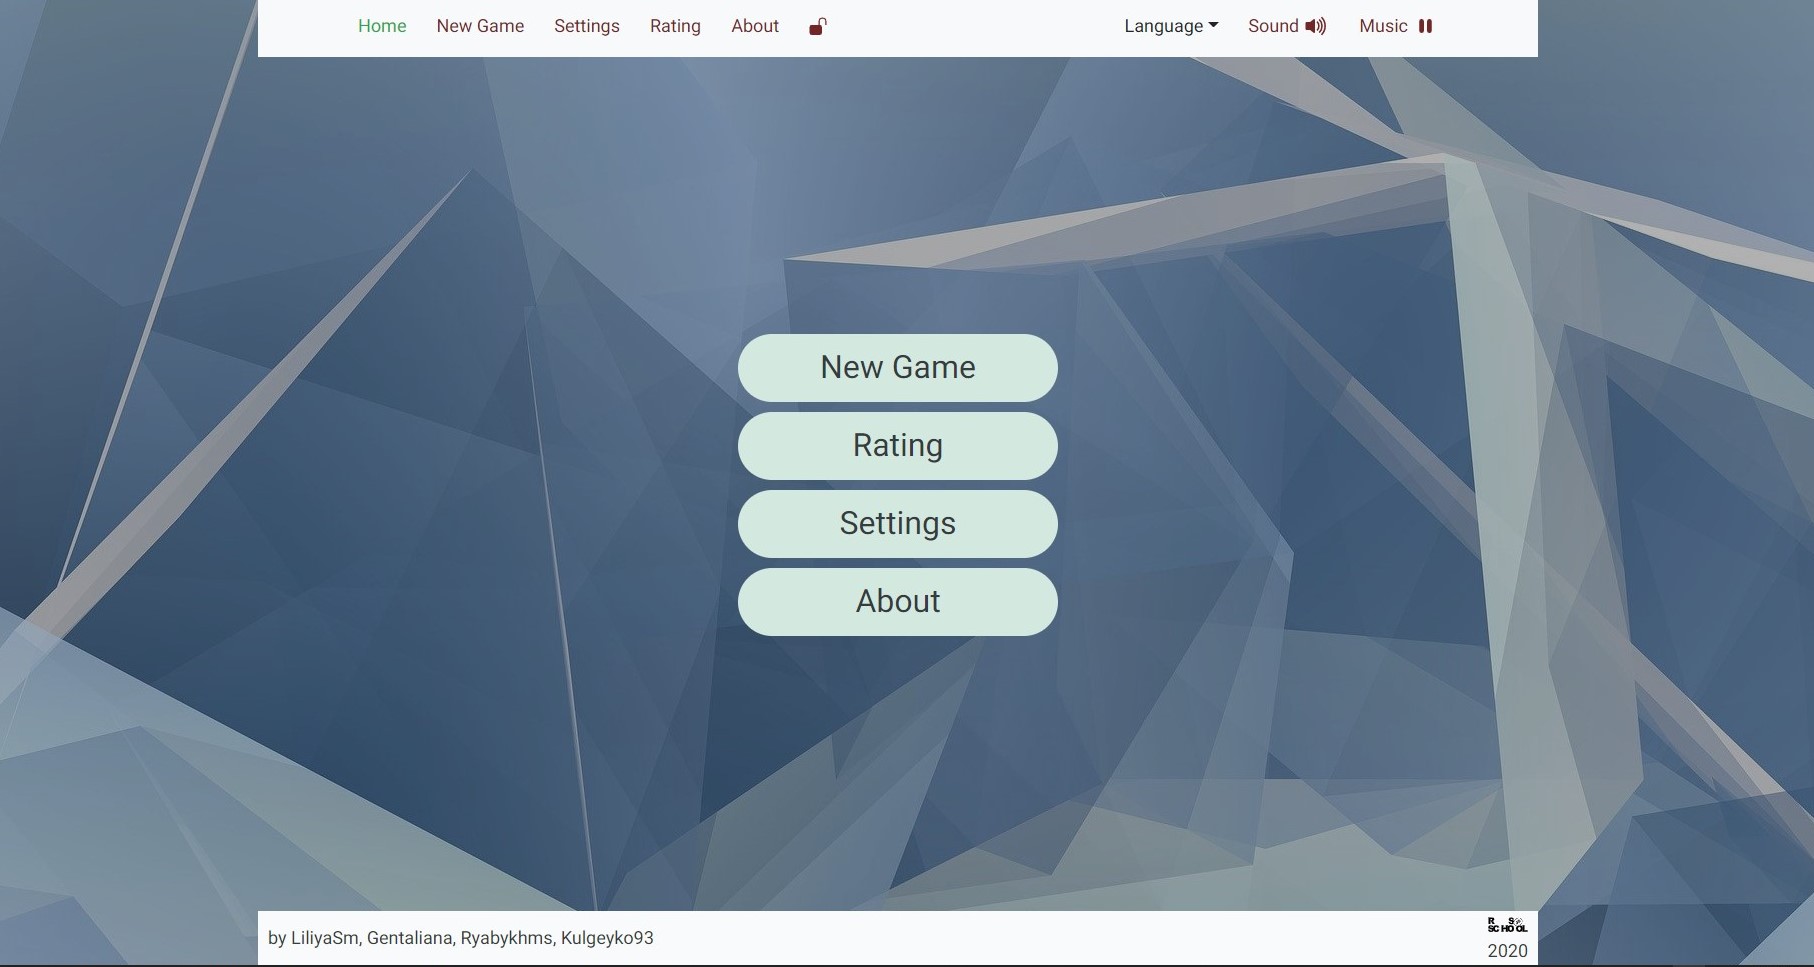 Home New Game Settings Rating About Language Sound Music
New Game
Rating
Settings
About
by LiliyaSm, Gentaliana, Ryabykhms, Kulgeyko93
RS SCHOOL
2020